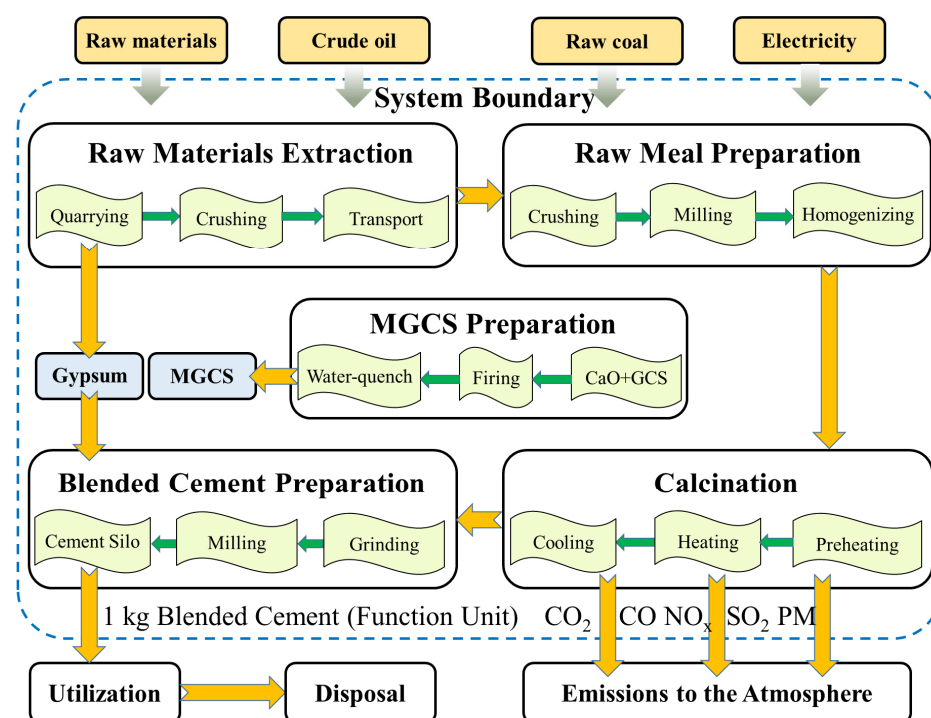 Raw materials
Crude oil
Raw coal
Electricity
System Boundary
Raw Materials Extraction
Quarrying
Crushing
Transport
Raw Meal Preparation
Crushing
Milling
Homogenizing
MGCS Preparation
Water-quench
Firing
CaO+GCS
Gypsum
MGCS
Blended Cement Preparation
Cement Silo
Milling
Grinding
Calcination
Cooling
Heating
Preheating
1 kg Blended Cement (Function Unit)
CO₂ CO NOₓ SO₂ PM
Utilization
Disposal
Emissions to the Atmosphere